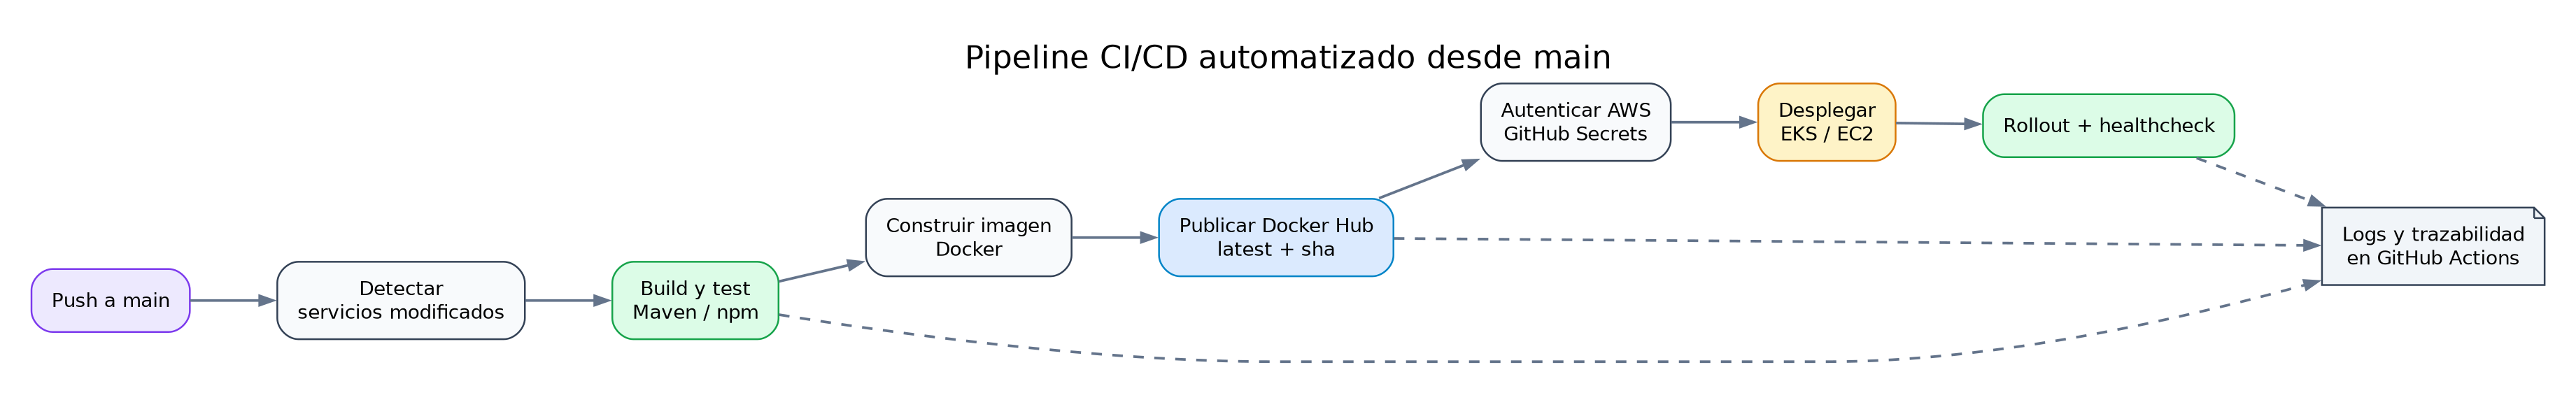 Pipeline CI/CD automatizado desde main
Push a main
Detectar
servicios modificados
Build y test
Maven / npm
Construir imagen
Docker
Publicar Docker Hub
latest + sha
Autenticar AWS
GitHub Secrets
Desplegar
EKS / EC2
Rollout + healthcheck
Logs y trazabilidad
en GitHub Actions